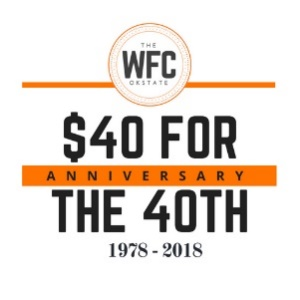 THE
WFC
OKSTATE
$40 FOR
ANNIVERSARY
THE 40TH
1978 - 2018